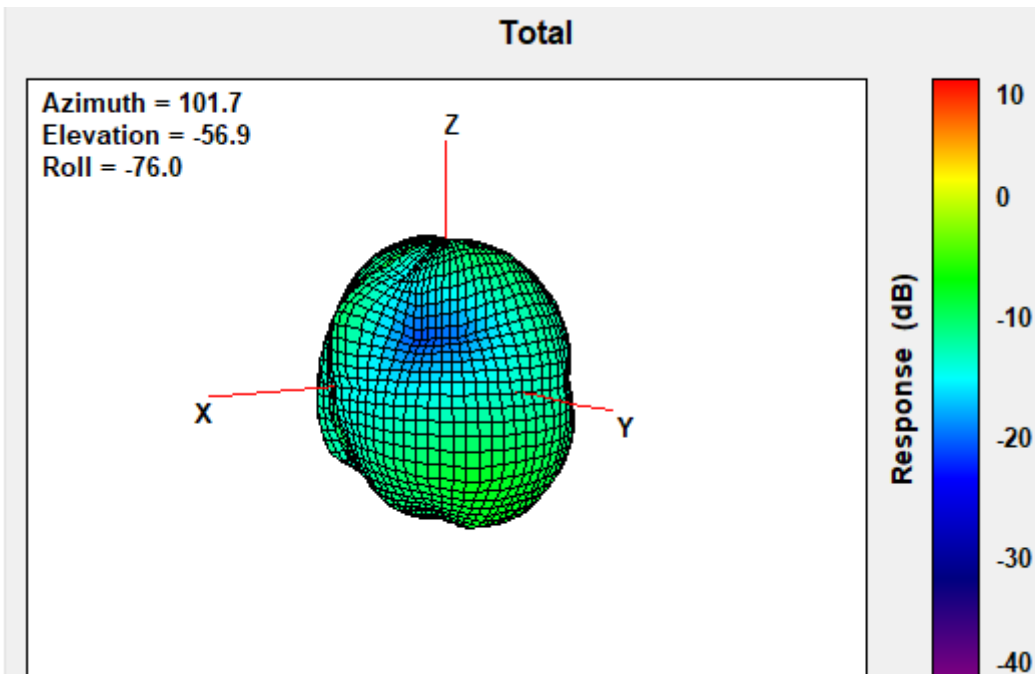 Total
Azimuth = 101.7
Elevation = -56.9
Roll = -76.0
Z
X
Y
10
0
-10
-20
-30
-40
Response (dB)